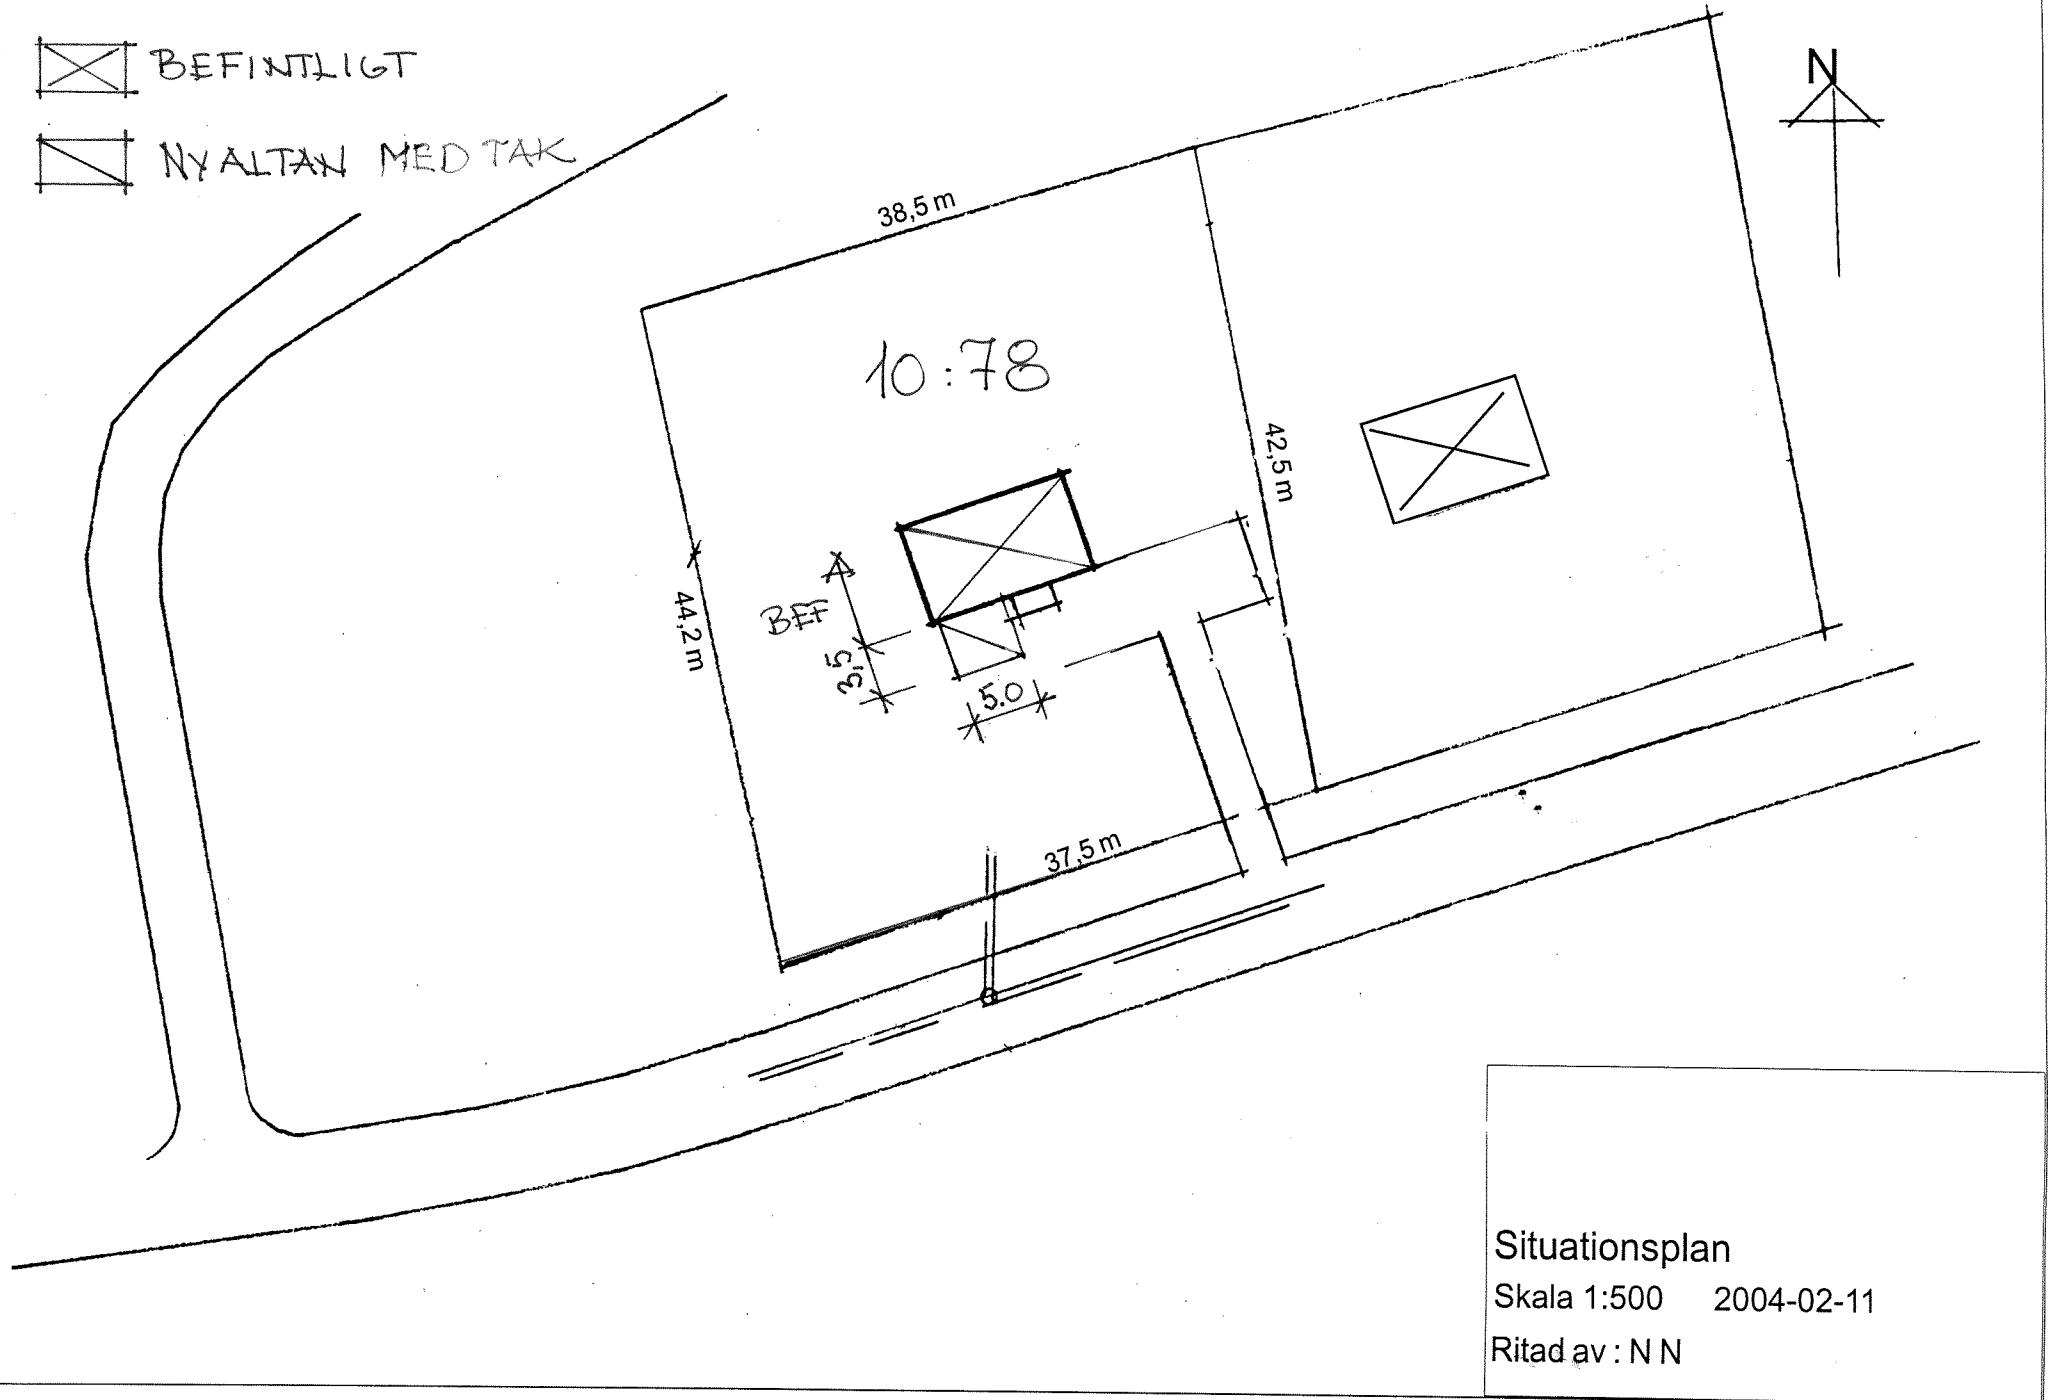 BEFINTLIGT
NY ALTAN MED TAK
N
38,5 m
10:78
42,5 m
44,2 m
BEF
3,5
5.0
37,5 m
Situationsplan
Skala 1:500 2004-02-11
Ritad av : N N